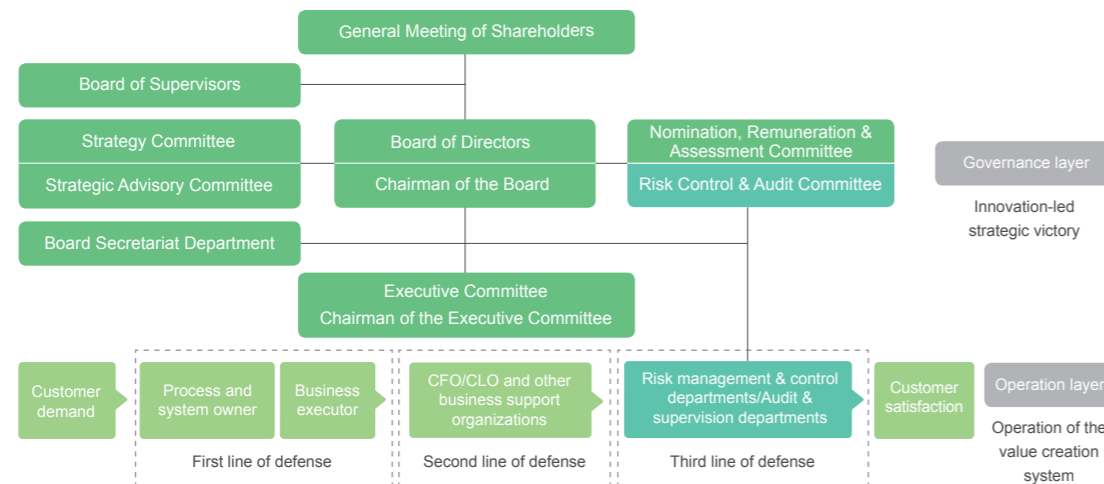 General Meeting of Shareholders
Board of Supervisors
Strategy Committee
Strategic Advisory Committee
Board of Directors
Chairman of the Board
Nomination, Remuneration &
Assessment Committee
Risk Control & Audit Committee
Governance layer
Innovation-led
strategic victory
Board Secretariat Department
Executive Committee
Chairman of the Executive Committee
Customer
demand
Process and
system owner
Business
executor
First line of defense
CFO/CLO and other
business support
organizations
Second line of defense
Risk management & control
departments/Audit &
supervision departments
Third line of defense
Customer
satisfaction
Operation layer
Operation of the
value creation
system